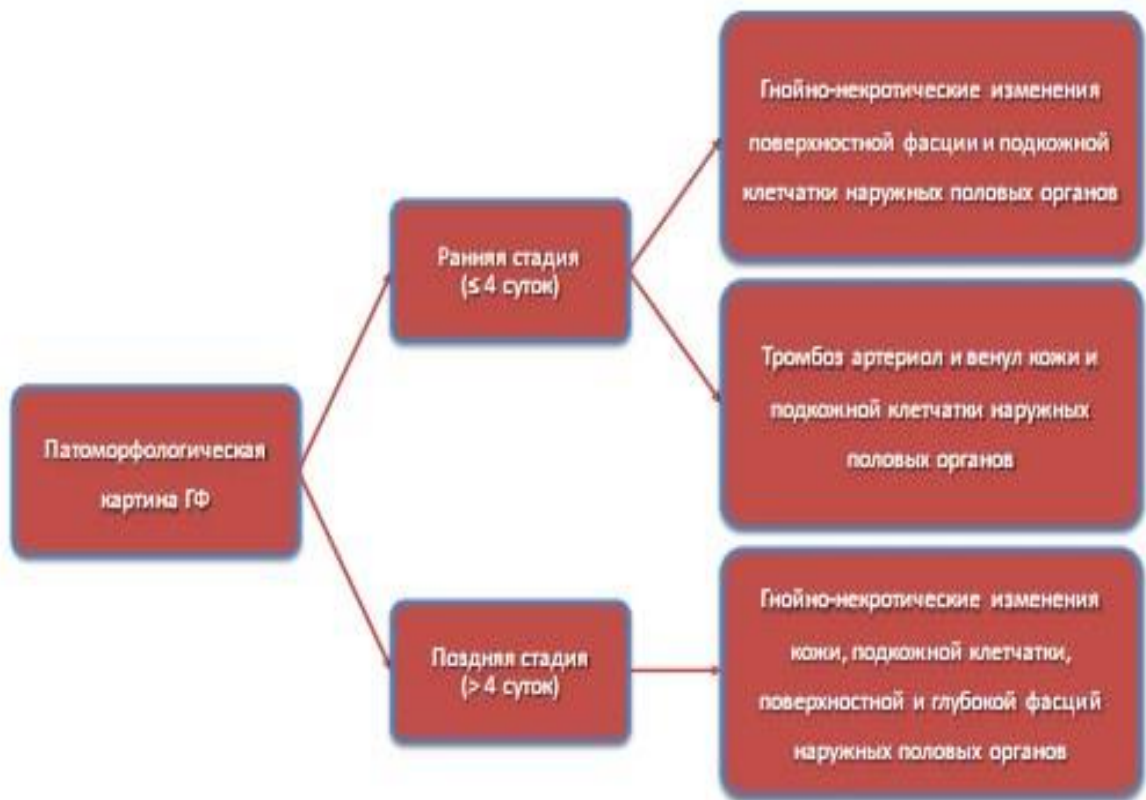 Патоморфологическая
картина ГФ
Ранняя стадия
(≤ 4 суток)
Гнойно-некротические изменения
поверхностной фасции и подкожной
клетчатки наружных половых органов
Тромбоз артериол и венул кожи и
подкожной клетчатки наружных
половых органов
Поздняя стадия
(> 4 суток)
Гнойно-некротические изменения
кожи, подкожной клетчатки,
поверхностной и глубокой фасций
наружных половых органов